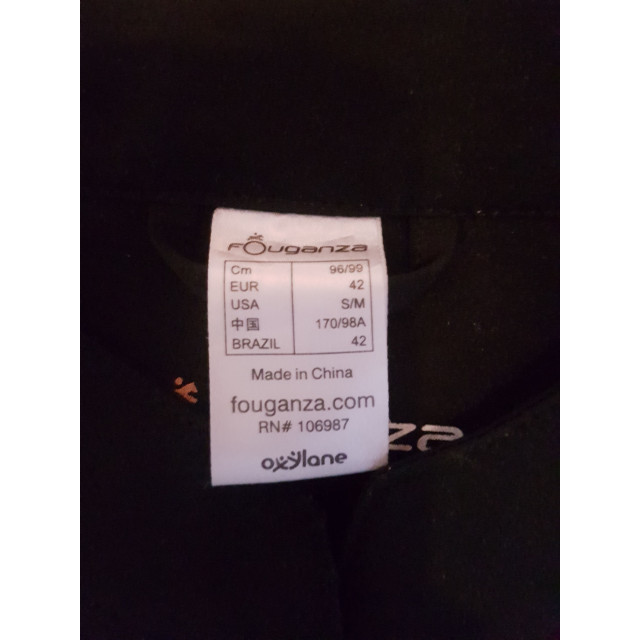 FOuganza
Cm 96/99
EUR 42
USA S/M
中国 170/98A
BRAZIL 42
Made in China
fouganza.com
RN# 106987
oxylane